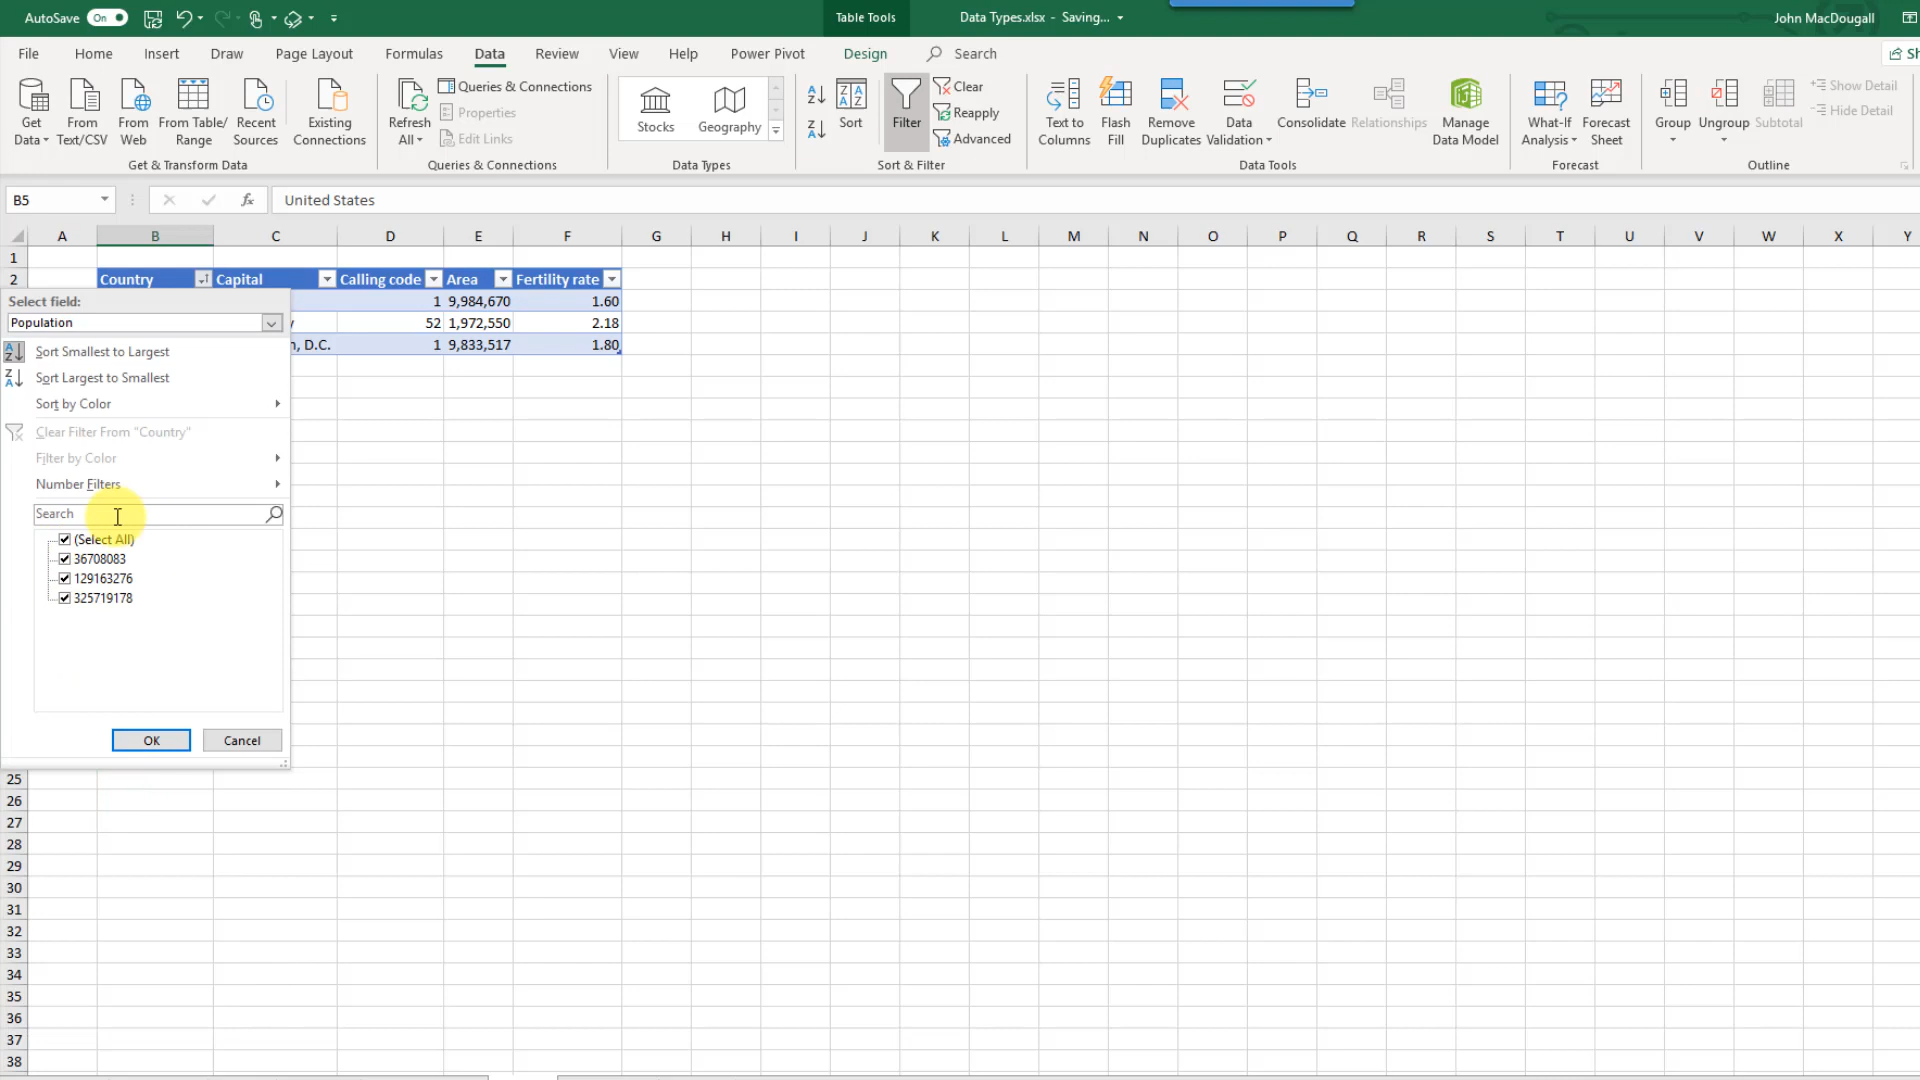 AutoSave On Table Tools Data Types.xlsx - Saving... John MacDougall
File Home Insert Draw Page Layout Formulas Data Review View Help Power Pivot Design Search Sh
Get Data From Text/CSV From Web From Table/ Range Recent Sources Existing Connections
Get & Transform Data
Refresh All Queries & Connections Properties Edit Links
Queries & Connections
Stocks Geography
Data Types
Sort Filter Clear Reapply Advanced
Sort & Filter
Text to Columns Flash Fill Remove Duplicates Data Validation Consolidate Relationships Manage Data Model
Data Tools
What-If Analysis Forecast Sheet
Forecast
Group Ungroup Subtotal Show Detail Hide Detail
Outline
B5 fx United States
A B C D E F G H I J K L M N O P Q R S T U V W X Y
1
2 Country Capital Calling code Area Fertility rate
1 9,984,670 1.60
y 52 1,972,550 2.18
n, D.C. 1 9,833,517 1.80
Select field:
Population
Sort Smallest to Largest
Sort Largest to Smallest
Sort by Color
Clear Filter From "Country"
Filter by Color
Number Filters
Search
(Select All)
36708083
129163276
325719178
OK Cancel
25
26
27
28
29
30
31
32
33
34
35
36
37
38